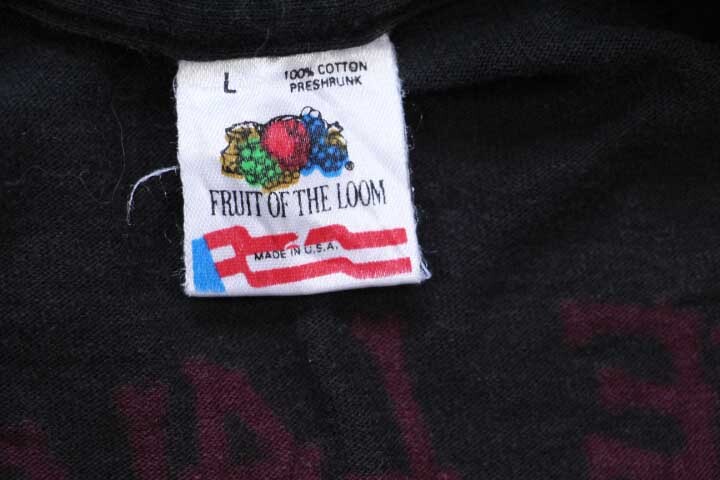 L
100% COTTON
PRESHRUNK
®
FRUIT OF THE LOOM
MADE IN U.S.A.